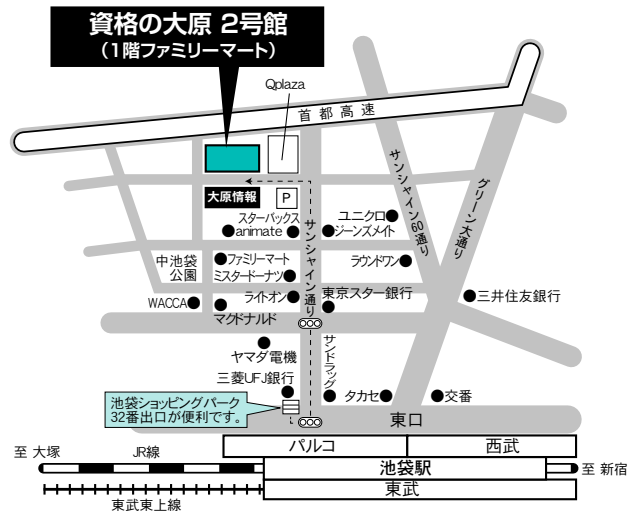 資格の大原 2号館
（1階ファミリーマート）
Qplaza
首都高速
サンシャイン60通り
グリーン大通り
大原情報
P
スターバックス
animate
サンシャイン通り
ユニクロ
ジーンズメイト
中池袋
公園
ファミリーマート
ミスタードーナツ
ラウンドワン
WACCA
ライトオン
東京スター銀行
三井住友銀行
マクドナルド
ヤマダ電機
サンドラッグ
三菱UFJ銀行
タカセ
交番
池袋ショッピングパーク
32番出口が便利です。
東口
パルコ
西武
至 大塚
JR線
池袋駅
至 新宿
東武
東武東上線